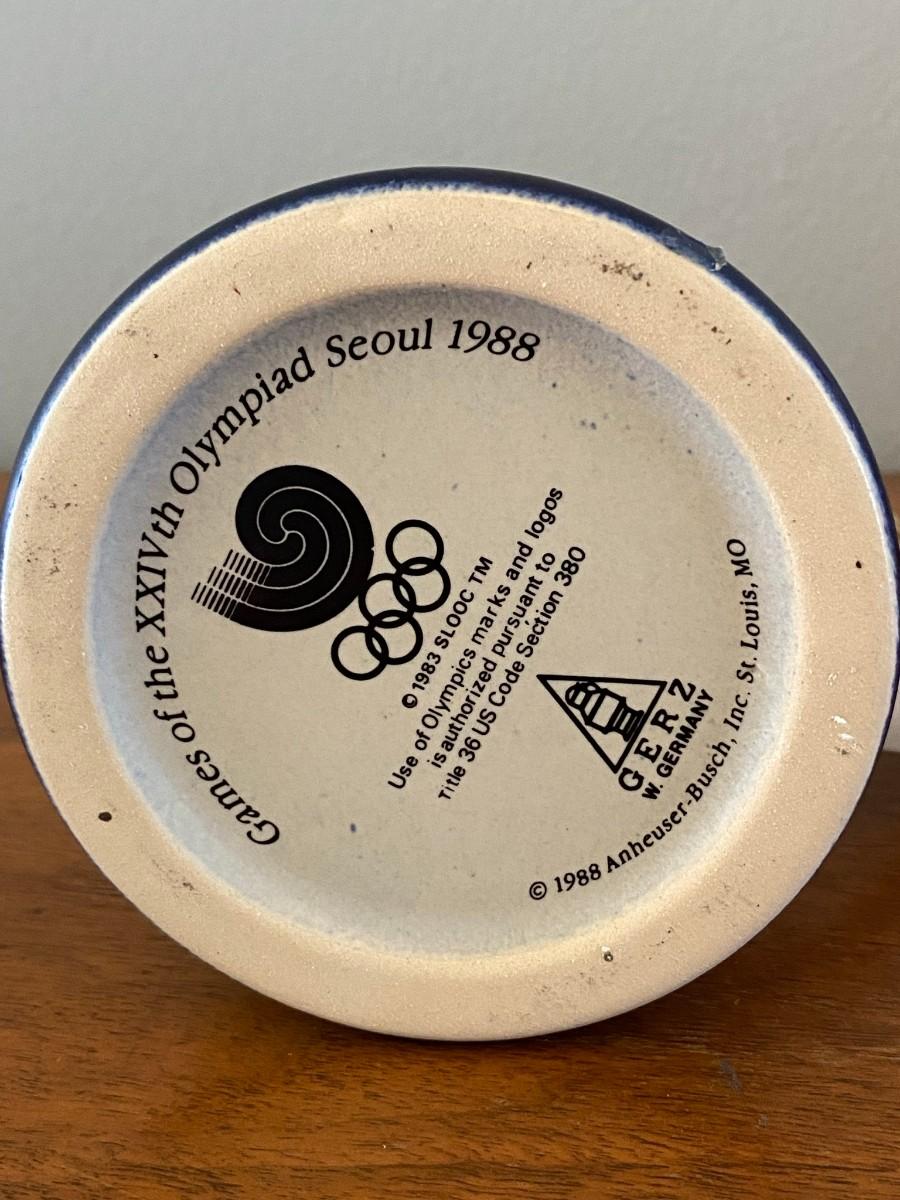 Games of the XXIVth Olympiad Seoul 1988
© 1983 SLOOC TM
Use of Olympics marks and logos
is authorized pursuant to
Title 36 US Code Section 380
GERZ
W. GERMANY
© 1988 Anheuser-Busch, Inc. St. Louis, MO